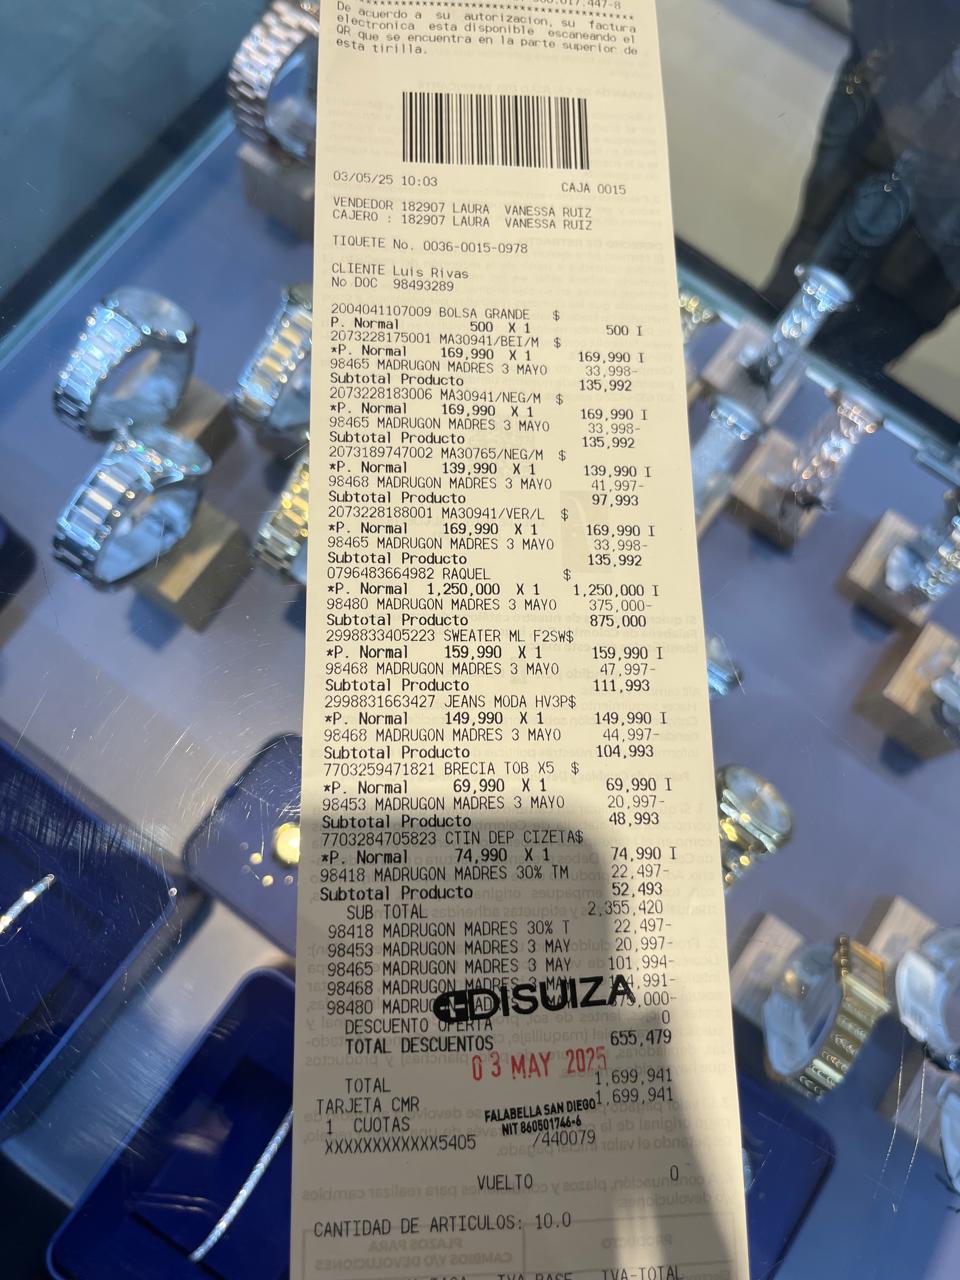 De acuerdo a su autorizacion, su factura
electronica esta disponible escaneando el
QR que se encuentra en la parte superior de
esta tirilla.
03/05/25 10:03 CAJA 0015
VENDEDOR 182907 LAURA VANESSA RUIZ
CAJERO : 182907 LAURA VANESSA RUIZ
TIQUETE No. 0036-0015-0978
CLIENTE Luis Rivas
No DOC 98493289
2004041107009 BOLSA GRANDE $
P. Normal 500 X 1 500 I
2073228175001 MA30941/BEI/M $
*P. Normal 169,990 X 1 169,990 I
98465 MADRUGON MADRES 3 MAYO 33,998-
Subtotal Producto 135,992
2073228183006 MA30941/NEG/M $
*P. Normal 169,990 X 1 169,990 I
98465 MADRUGON MADRES 3 MAYO 33,998-
Subtotal Producto 135,992
2073189747002 MA30765/NEG/M $
*P. Normal 139,990 X 1 139,990 I
98468 MADRUGON MADRES 3 MAYO 41,997-
Subtotal Producto 97,993
2073228188001 MA30941/VER/L $
*P. Normal 169,990 X 1 169,990 I
98465 MADRUGON MADRES 3 MAYO 33,998-
Subtotal Producto 135,992
0796483664982 RAQUEL $
*P. Normal 1,250,000 X 1 1,250,000 I
98480 MADRUGON MADRES 3 MAYO 375,000-
Subtotal Producto 875,000
2998833405223 SWEATER ML F2SW$
*P. Normal 159,990 X 1 159,990 I
98468 MADRUGON MADRES 3 MAYO 47,997-
Subtotal Producto 111,993
2998831663427 JEANS MODA HV3P$
*P. Normal 149,990 X 1 149,990 I
98468 MADRUGON MADRES 3 MAYO 44,997-
Subtotal Producto 104,993
7703259471821 BRECIA TOB X5 $
*P. Normal 69,990 X 1 69,990 I
98453 MADRUGON MADRES 3 MAYO 20,997-
Subtotal Producto 48,993
7703284705823 CTIN DEP CIZETA$
*P. Normal 74,990 X 1 74,990 I
98418 MADRUGON MADRES 30% TM 22,497-
Subtotal Producto 52,493
SUB TOTAL 2,355,420
98418 MADRUGON MADRES 30% T 22,497-
98453 MADRUGON MADRES 3 MAY 20,997-
98465 MADRUGON MADRES 3 MAY 101,994-
98468 MADRUGON MADRES 3 MAY
98480 MADRUGON
DISUIZA
DESCUENTO OFERTA 0
TOTAL DESCUENTOS 655,479
03 MAY 2025
TOTAL 1,699,941
TARJETA CMR 1,699,941
FALABELLA SAN DIEGO
NIT 860501746-6
1 CUOTAS
XXXXXXXXXXXX5405 /440079
VUELTO 0
CANTIDAD DE ARTICULOS: 10.0